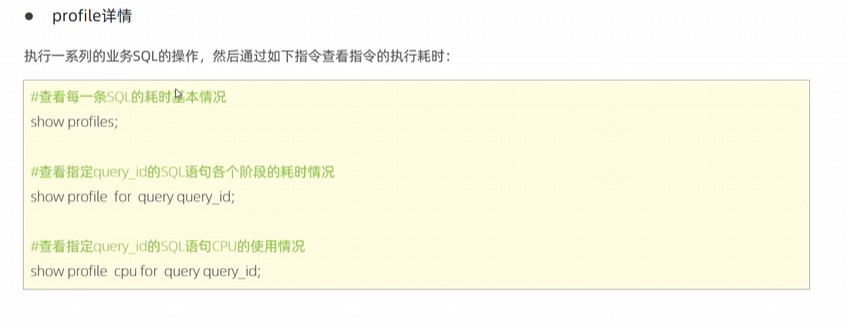 ● profile详情
执行一系列的业务SQL的操作，然后通过如下指令查看指令的执行耗时：
#查看每一条SQL的耗时基本情况
show profiles;
#查看指定query_id的SQL语句各个阶段的耗时情况
show profile for query query_id;
#查看指定query_id的SQL语句CPU的使用情况
show profile cpu for query query_id;